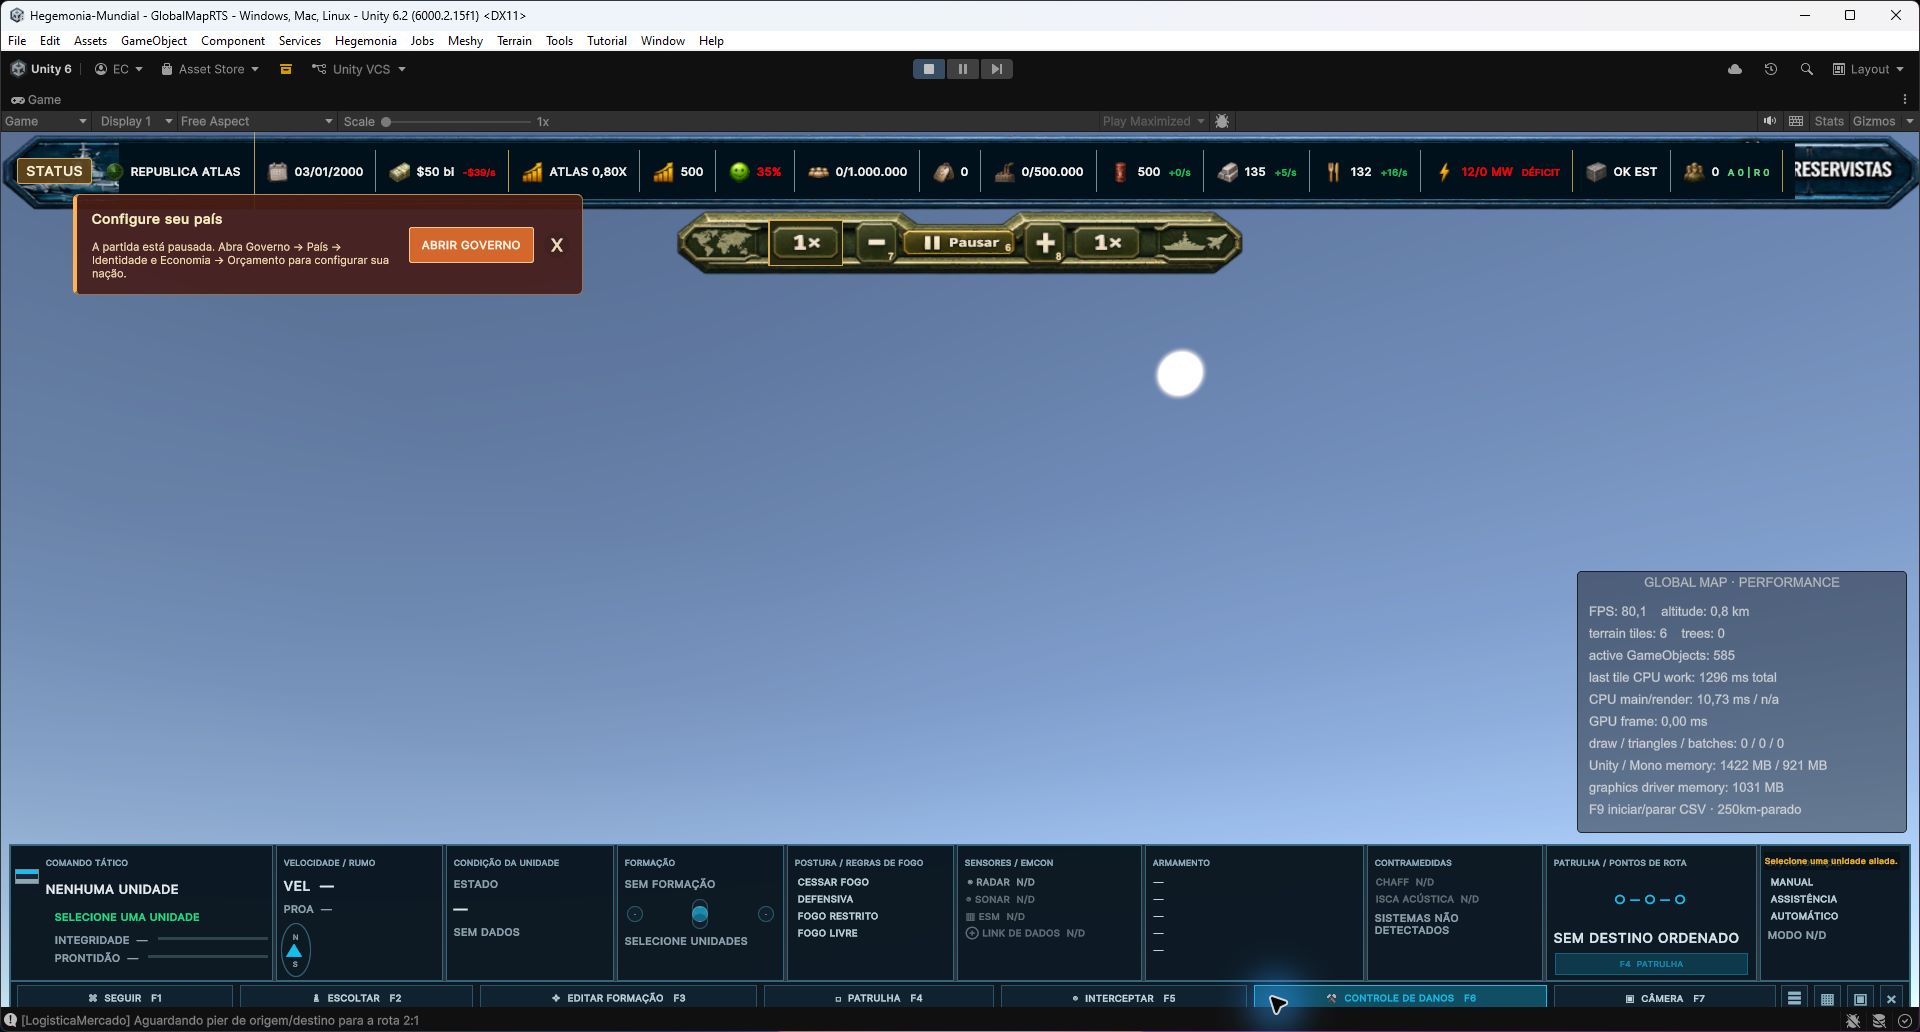 Hegemonia-Mundial - GlobalMapRTS - Windows, Mac, Linux - Unity 6.2 (6000.2.15f1) <DX11>
File Edit Assets GameObject Component Services Hegemonia Jobs Meshy Terrain Tools Tutorial Window Help
Unity 6 EC Asset Store Unity VCS Layout
Game
Game Display 1 Free Aspect Scale 1x Play Maximized Stats Gizmos
STATUS REPUBLICA ATLAS 03/01/2000 $50 bi -$39/s ATLAS 0,80X 500 35% 0/1.000.000 0 0/500.000 500 +0/s 135 +5/s 132 +16/s 12/0 MW DÉFICIT OK EST 0 A 0 | R 0 RESERVISTAS
Configure seu país
A partida está pausada. Abra Governo → País →
Identidade e Economia → Orçamento para configurar sua
nação.
ABRIR GOVERNO X
1× − 7 Pausar 6 + 8 1×
GLOBAL MAP · PERFORMANCE
FPS: 80,1 altitude: 0,8 km
terrain tiles: 6 trees: 0
active GameObjects: 585
last tile CPU work: 1296 ms total
CPU main/render: 10,73 ms / n/a
GPU frame: 0,00 ms
draw / triangles / batches: 0 / 0 / 0
Unity / Mono memory: 1422 MB / 921 MB
graphics driver memory: 1031 MB
F9 iniciar/parar CSV · 250km-parado
COMANDO TÁTICO
NENHUMA UNIDADE
SELECIONE UMA UNIDADE
INTEGRIDADE —
PRONTIDÃO —
VELOCIDADE / RUMO
VEL —
PROA —
N
S
CONDIÇÃO DA UNIDADE
ESTADO
—
SEM DADOS
FORMAÇÃO
SEM FORMAÇÃO
SELECIONE UNIDADES
POSTURA / REGRAS DE FOGO
CESSAR FOGO
DEFENSIVA
FOGO RESTRITO
FOGO LIVRE
SENSORES / EMCON
RADAR N/D
SONAR N/D
ESM N/D
LINK DE DADOS N/D
ARMAMENTO
—
—
—
—
—
CONTRAMEDIDAS
CHAFF N/D
ISCA ACÚSTICA N/D
SISTEMAS NÃO
DETECTADOS
PATRULHA / PONTOS DE ROTA
SEM DESTINO ORDENADO
F4 PATRULHA
Selecione uma unidade aliada.
MANUAL
ASSISTÊNCIA
AUTOMÁTICO
MODO N/D
SEGUIR F1 ESCOLTAR F2 EDITAR FORMAÇÃO F3 PATRULHA F4 INTERCEPTAR F5 CONTROLE DE DANOS F6 CÂMERA F7
[LogisticaMercado] Aguardando pier de origem/destino para a rota 2:1